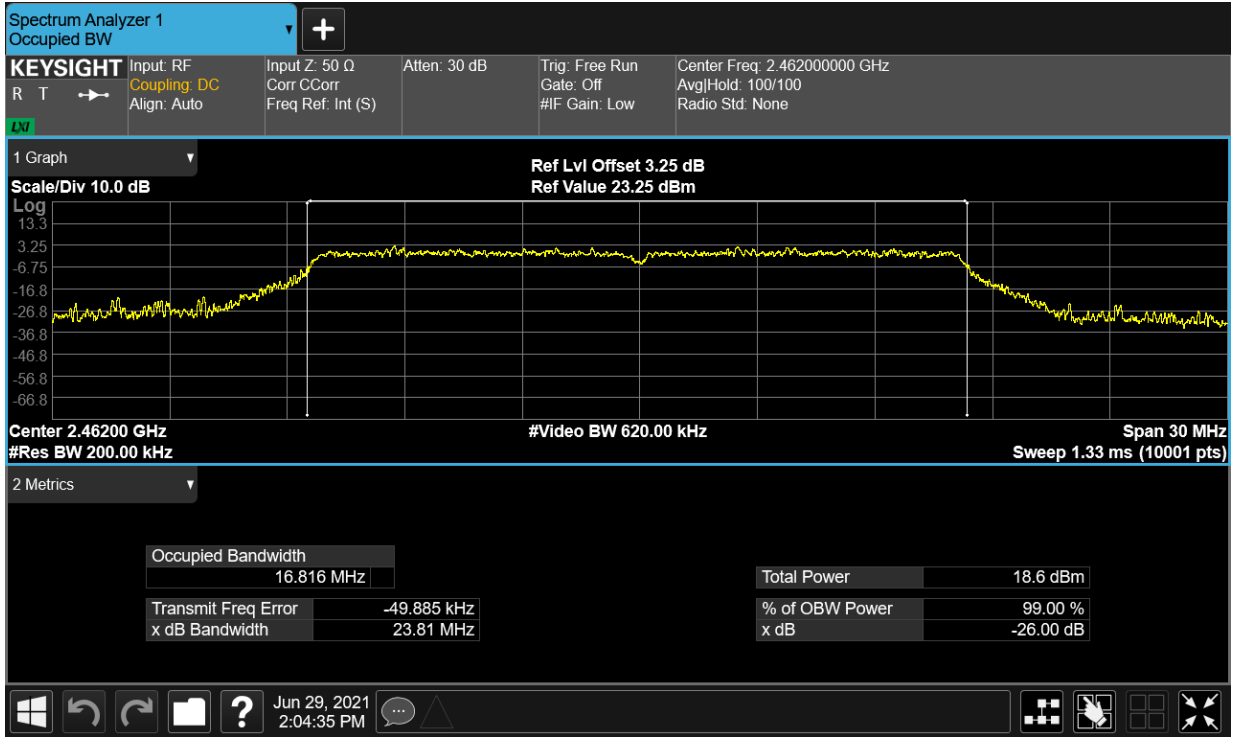 Spectrum Analyzer 1
Occupied BW
KEYSIGHT
R T
LXI
Input: RF
Coupling: DC
Align: Auto
Input Z: 50 Ω
Corr CCorr
Freq Ref: Int (S)
Atten: 30 dB
Trig: Free Run
Gate: Off
#IF Gain: Low
Center Freq: 2.462000000 GHz
Avg|Hold: 100/100
Radio Std: None
1 Graph
Scale/Div 10.0 dB
Ref Lvl Offset 3.25 dB
Ref Value 23.25 dBm
Log
13.3
3.25
-6.75
-16.8
-26.8
-36.8
-46.8
-56.8
-66.8
Center 2.46200 GHz
#Res BW 200.00 kHz
#Video BW 620.00 kHz
Span 30 MHz
Sweep 1.33 ms (10001 pts)
2 Metrics
Occupied Bandwidth
16.816 MHz
Transmit Freq Error -49.885 kHz
x dB Bandwidth 23.81 MHz
Total Power 18.6 dBm
% of OBW Power 99.00 %
x dB -26.00 dB
?
Jun 29, 2021
2:04:35 PM